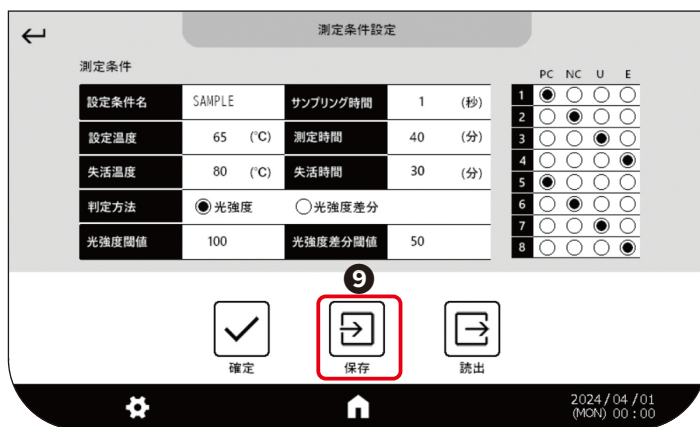 測定条件設定
測定条件
PC NC U E
設定条件名 SAMPLE サンプリング時間 1 (秒)
設定温度 65 (℃) 測定時間 40 (分)
失活温度 80 (℃) 失活時間 30 (分)
判定方法 光強度 光強度差分
光強度閾値 100 光強度差分閾値 50
1
2
3
4
5
6
7
8
9
確定 保存 読出
2024/04/01
(MON) 00:00